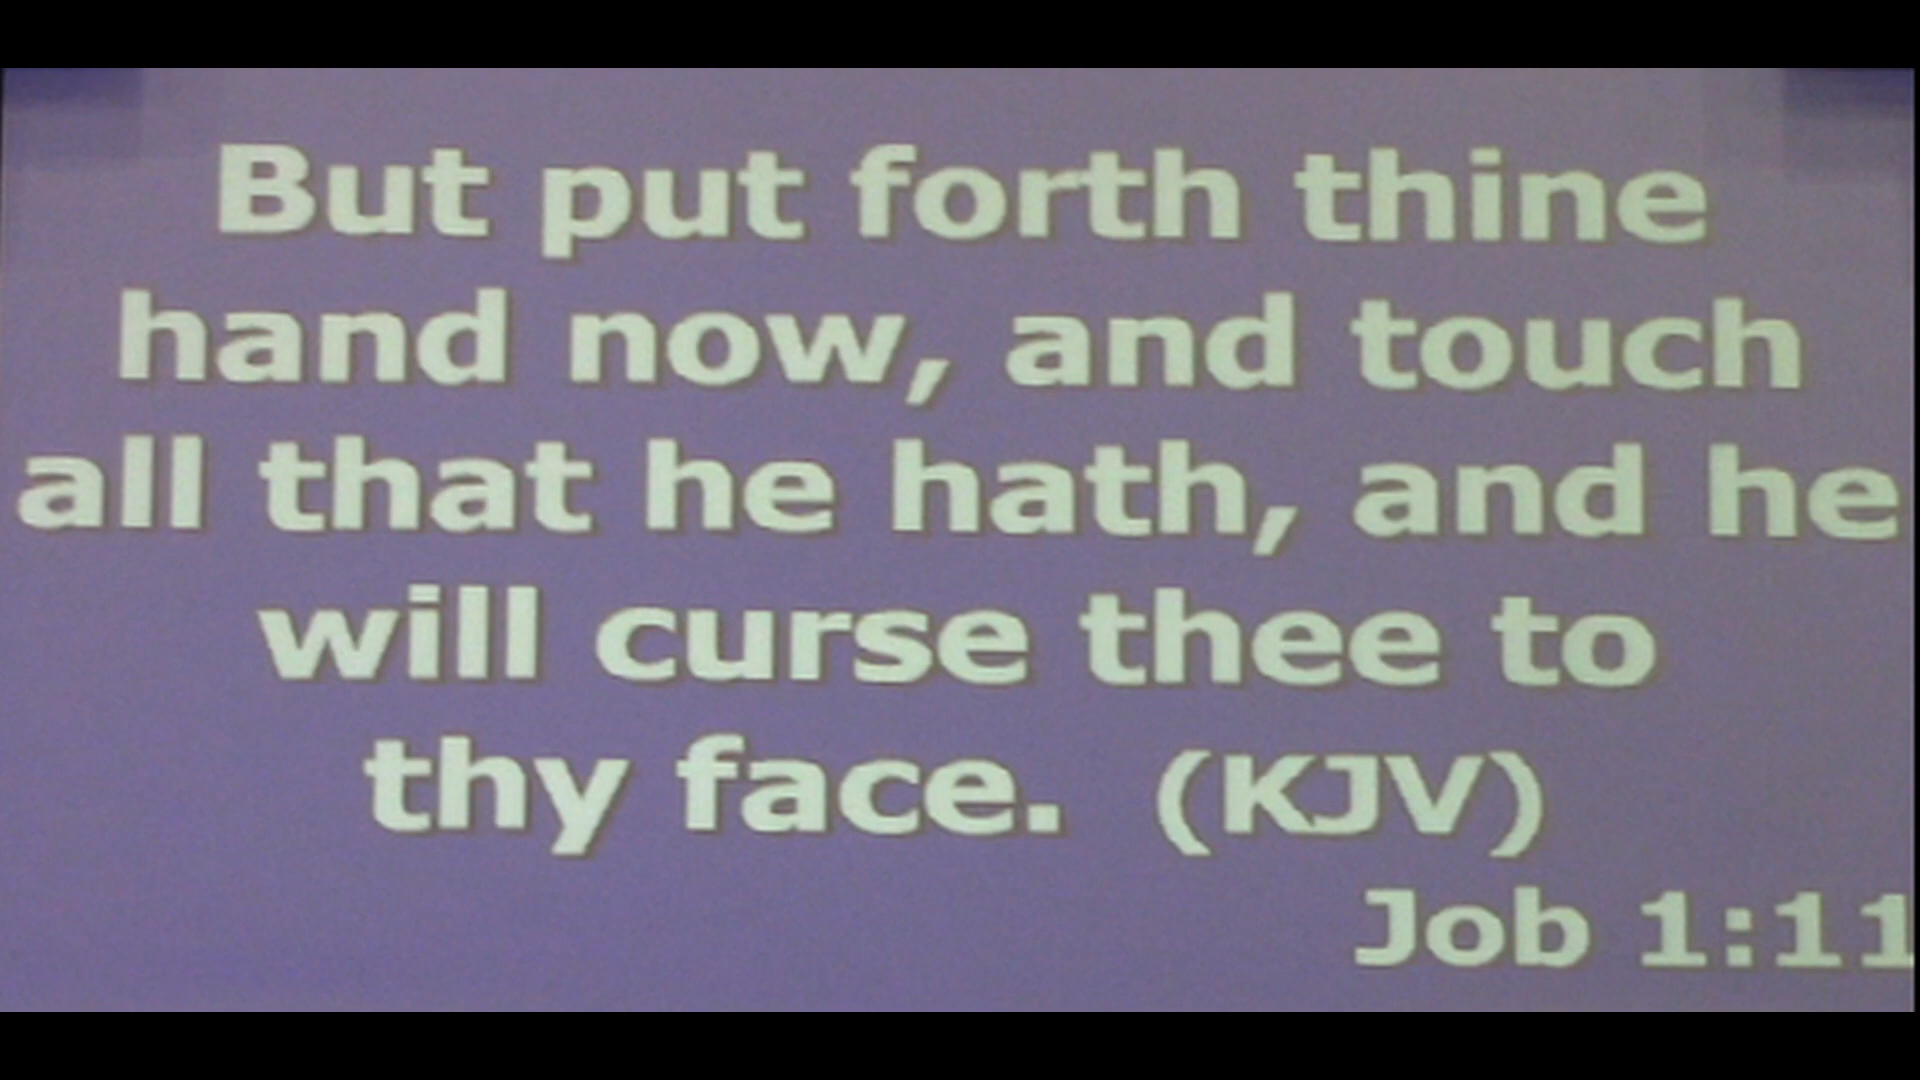 But put forth thine
hand now, and touch
all that he hath, and he
will curse thee to
thy face. (KJV)
Job 1:11